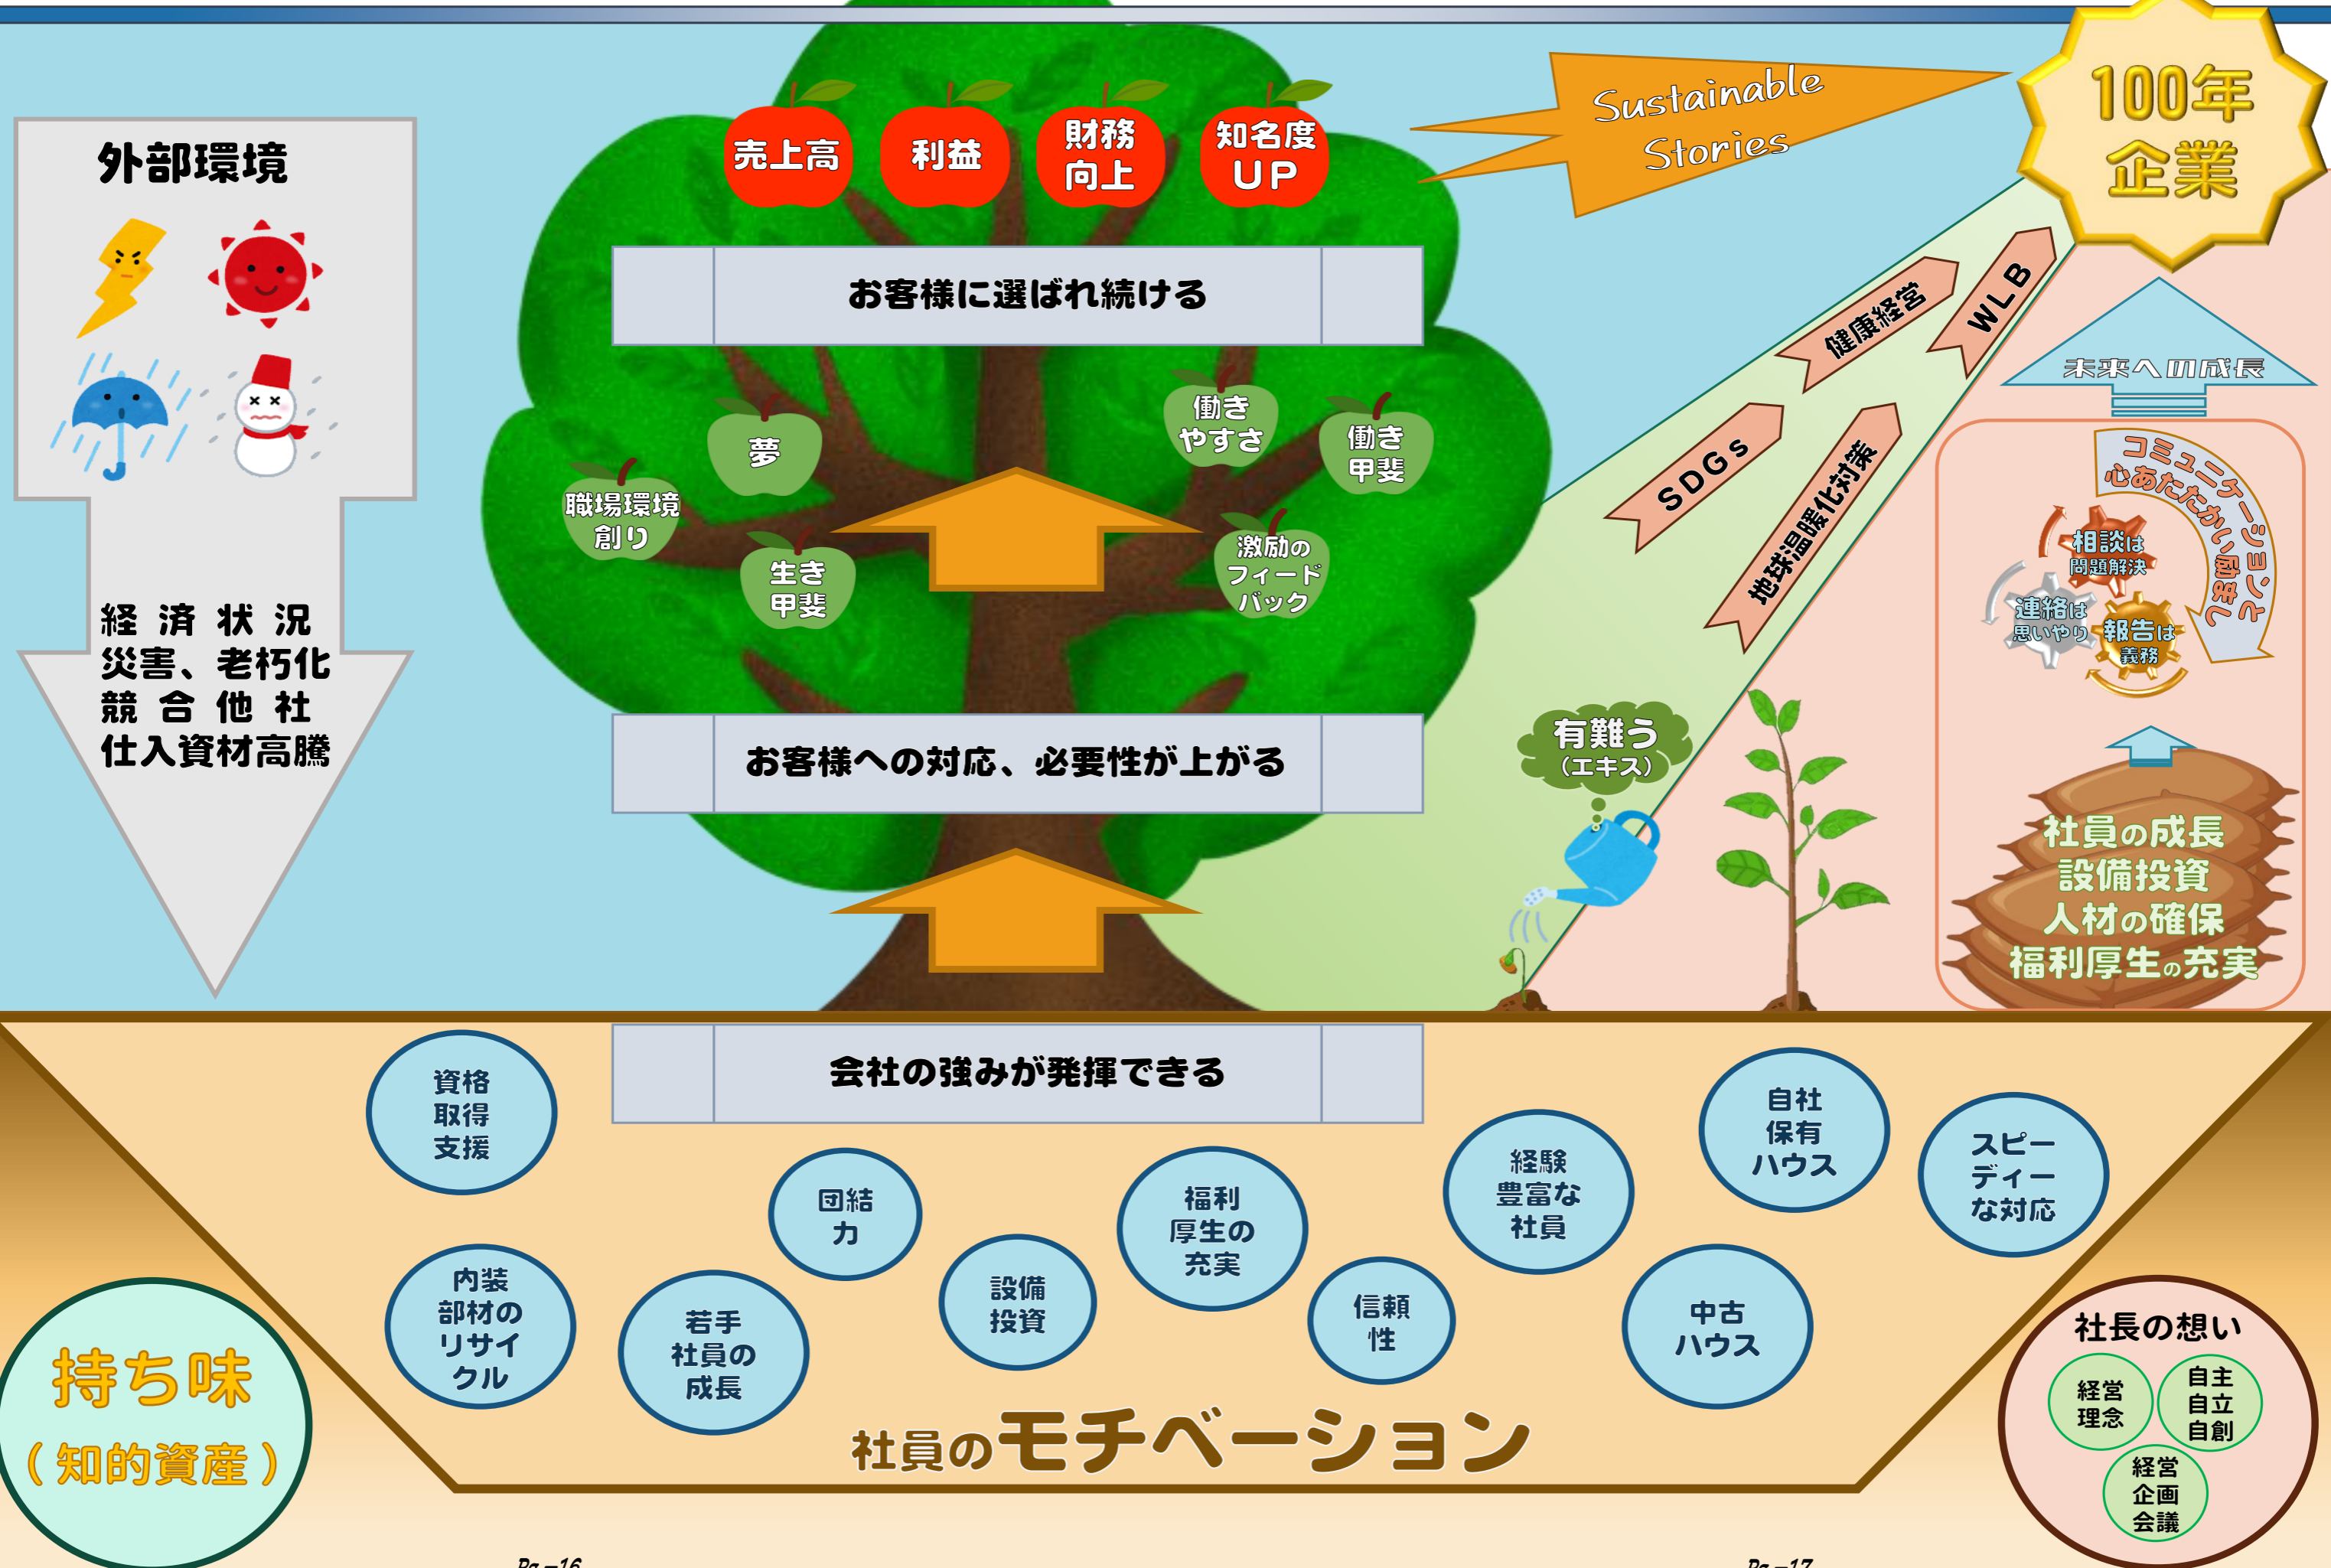 外部環境
経済状況
災害、老朽化
競合他社
仕入資材高騰
売上高
利益
財務
向上
知名度
UP
Sustainable
Stories
100年
企業
お客様に選ばれ続ける
夢
職場環境
創り
生き
甲斐
働き
やすさ
働き
甲斐
激励の
フィード
バック
お客様への対応、必要性が上がる
健康経営
WLB
SDGs
地球温暖化対策
未来への成長
コミュニケーションと
心あたたかい励まし
相談は
問題解決
連絡は
思いやり
報告は
義務
有難う
(エキス)
社員の成長
設備投資
人材の確保
福利厚生の充実
会社の強みが発揮できる
資格
取得
支援
団結
力
福利
厚生の
充実
経験
豊富な
社員
自社
保有
ハウス
スピー
ディー
な対応
内装
部材の
リサイ
クル
若手
社員の
成長
設備
投資
信頼
性
中古
ハウス
社員のモチベーション
持ち味
(知的資産)
社長の想い
経営
理念
自主
自立
自創
経営
企画
会議
Pg-16
Pg-17